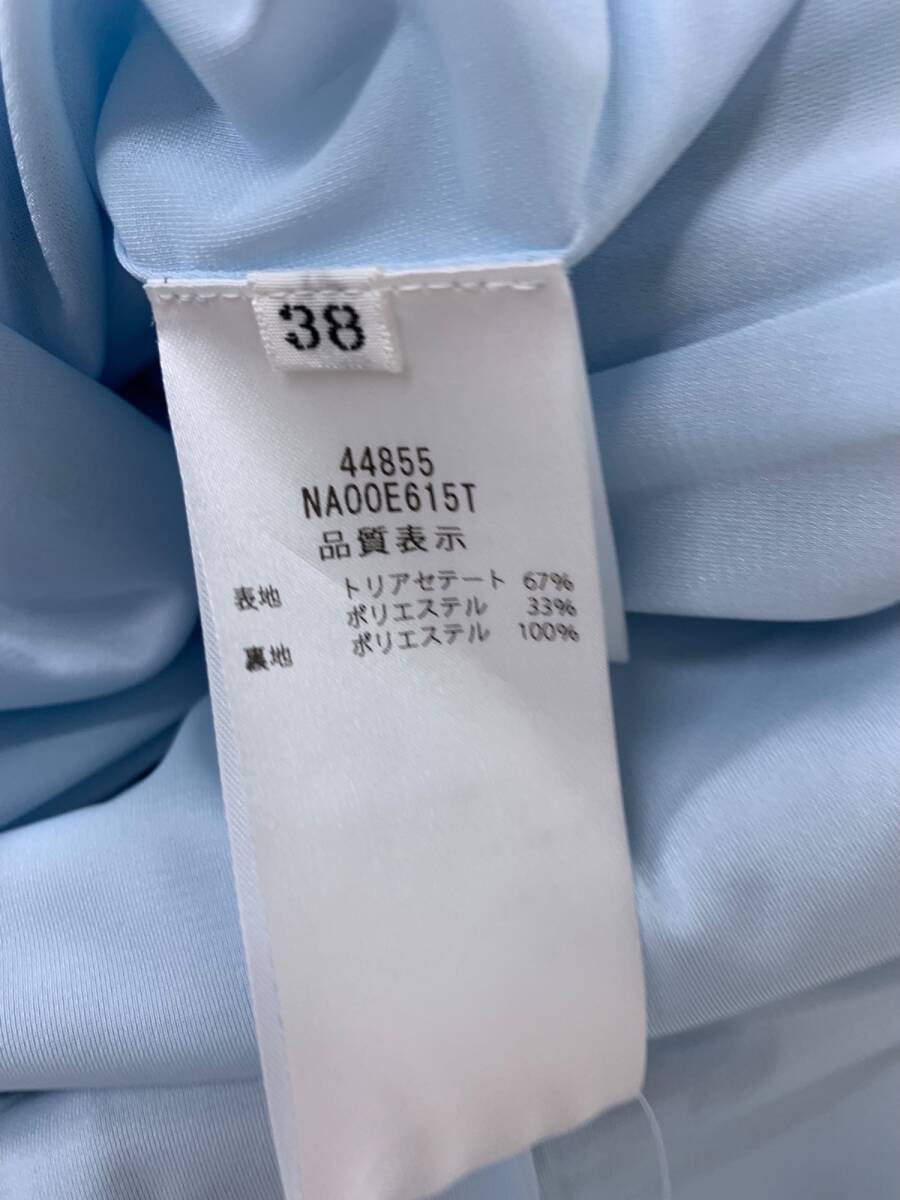 38
44855
NA00E615T
品質表示
表地 トリアセテート 67%
ポリエステル 33%
裏地 ポリエステル 100%